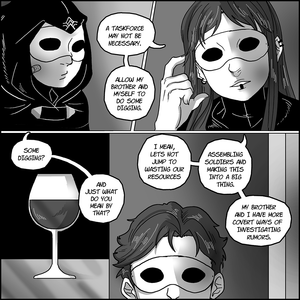 A TASKFORCE
MAY NOT BE
NECESSARY.
ALLOW MY
BROTHER AND
MYSELF TO
DO SOME
DIGGING.
SOME
DIGGING?
AND
JUST WHAT
DO YOU
MEAN BY
THAT?
I MEAN,
LETS NOT
JUMP TO
WASTING OUR
RESOURCES
ASSEMBLING
SOLDIERS AND
MAKING THIS
INTO A BIG
THING.
MY BROTHER
AND I HAVE MORE
COVERT WAYS OF
INVESTIGATING
RUMORS.